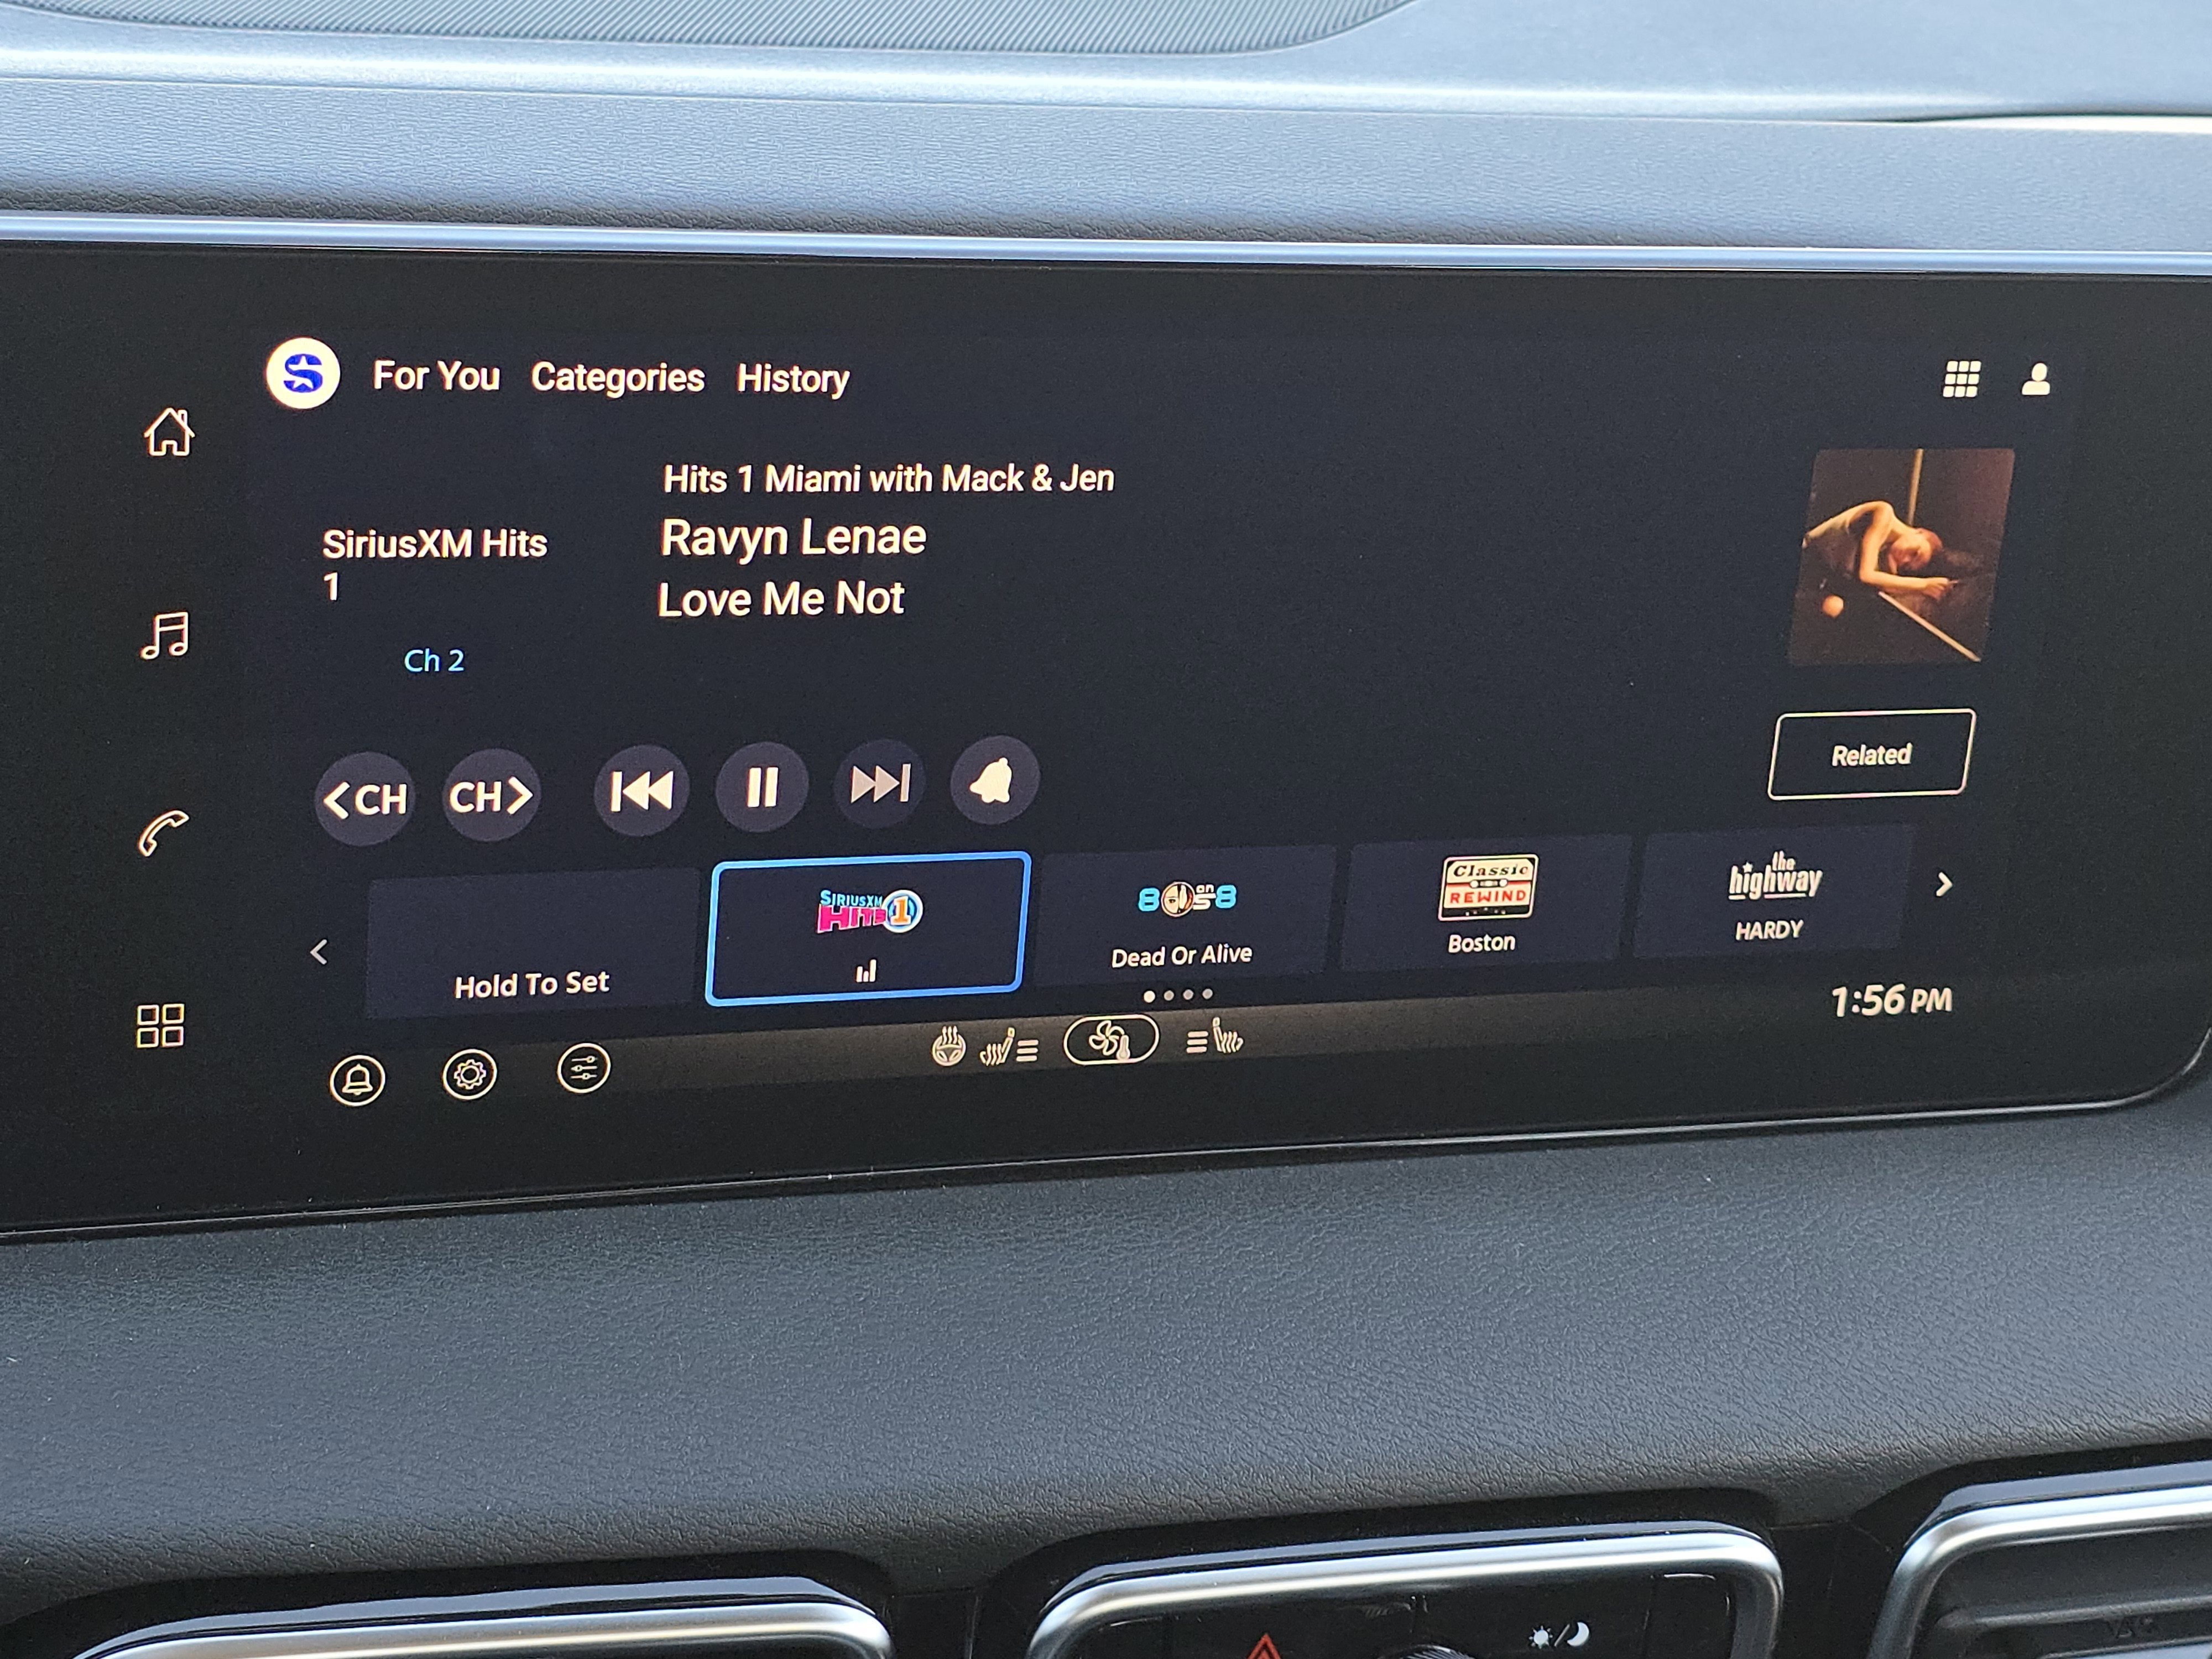 For You Categories History
Hits 1 Miami with Mack & Jen
Ravyn Lenae
Love Me Not
SiriusXM Hits
1
Ch 2
<CH CH>
Related
Hold To Set
SIRIUSXM
HITS 1
80s on 8
Dead Or Alive
Classic
REWIND
Boston
the
highway
HARDY
1:56 PM